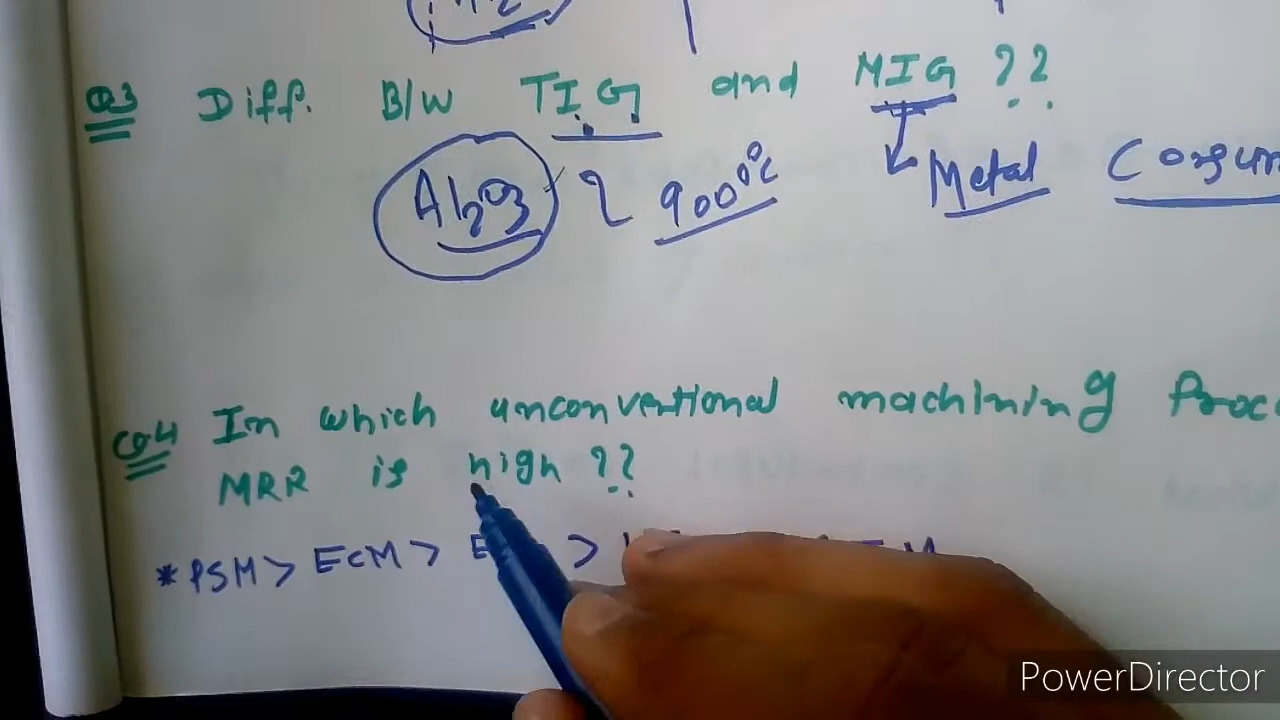 Q3 Diff. B/W TIG and MIG ??
Al2O3 900°C Metal
Q4 In which unconventional machining
MRR is high ??
* PSM > ECM > >
PowerDirector